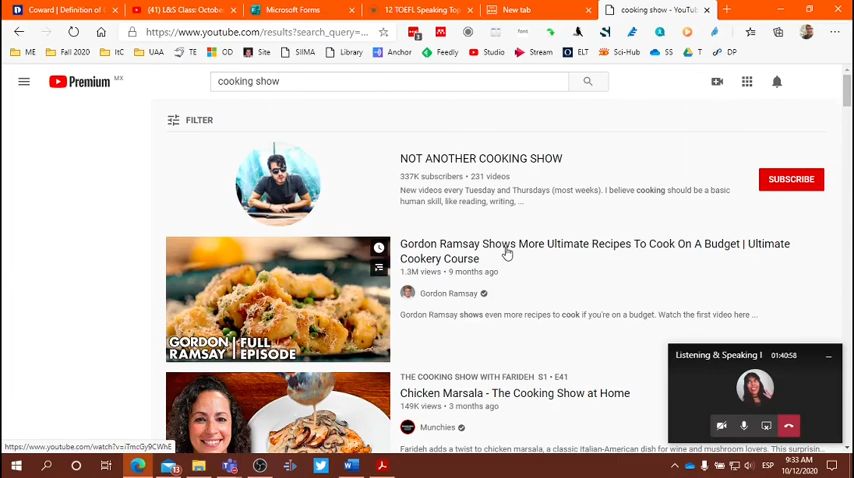 Coward | Definition of C
(41) L&S Class: October
Microsoft Forms
12 TOEFL Speaking Top
New tab
cooking show - YouTu
https://www.youtube.com/results?search_query=...
ME
Fall 2020
ItC
UAA
TE
OD
Site
SIIMA
Library
Anchor
Feedly
Studio
Stream
ELT
Sci-Hub
SS
T
DP
Premium MX
cooking show
FILTER
NOT ANOTHER COOKING SHOW
337K subscribers • 231 videos
New videos every Tuesday and Thursdays (most weeks). I believe cooking should be a basic
human skill, like reading, writing, ...
SUBSCRIBE
Gordon Ramsay Shows More Ultimate Recipes To Cook On A Budget | Ultimate
Cookery Course
1.3M views • 9 months ago
Gordon Ramsay
Gordon Ramsay shows even more recipes to cook if you're on a budget. Watch the first video here ...
GORDON RAMSAY | FULL EPISODE
Listening & Speaking I 01:40:58
THE COOKING SHOW WITH FARIDEH S1 • E41
Chicken Marsala - The Cooking Show at Home
149K views • 3 months ago
Munchies
Farideh adds a twist to chicken marsala, a classic Italian-American dish for wine and mushroom lovers. This surprisin...
https://www.youtube.com/watch?v=iTmcGy9CWhE
13
ESP
9:33 AM
10/12/2020